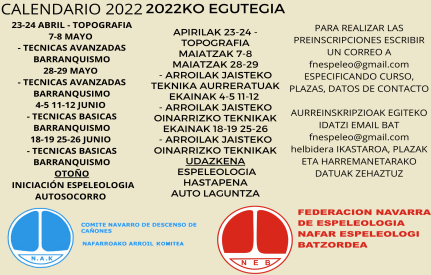 CALENDARIO 2022
23-24 ABRIL - TOPOGRAFIA
7-8 MAYO
- TECNICAS AVANZADAS
BARRANQUISMO
28-29 MAYO
- TECNICAS AVANZADAS
BARRANQUSIMO
4-5 11-12 JUNIO
- TECNICAS BASICAS
BARRANQUISMO
18-19 25-26 JUNIO
- TECNICAS BASICAS
BARRANQUISMO
OTOÑO
INICIACIÓN ESPELEOLOGIA
AUTOSOCORRO
2022KO EGUTEGIA
APIRILAK 23-24 -
TOPOGRAFIA
MAIATZAK 7-8
MAIATZAK 28-29
- ARROILAK JAISTEKO
TEKNIKA AURRERATUAK
EKAINAK 4-5 11-12
- ARROILAK JAISTEKO
OINARRIZKO TEKNIKAK
EKAINAK 18-19 25-26
- ARROILAK JAISTEKO
OINARRIZKO TEKNIKAK
UDAZKENA
ESPELEOLOGIA
HASTAPENA
AUTO LAGUNTZA
PARA REALIZAR LAS
PREINSCRIPCIONES ESCRIBIR
UN CORREO A
fnespeleo@gmail.com
ESPECIFICANDO CURSO,
PLAZAS, DATOS DE CONTACTO
AURREINSKRIPZIOAK EGITEKO
IDATZI EMAIL BAT
fnespeleo@gmail.com
helbidera IKASTAROA, PLAZAK
ETA HARREMANETARAKO
DATUAK ZEHAZTUZ
N.A.K
COMITE NAVARRO DE DESCENSO DE
CAÑONES
NAFARROAKO ARROIL KOMITEA
N E B
FEDERACION NAVARRA
DE ESPELEOLOGIA
NAFAR ESPELEOLOGI
BATZORDEA